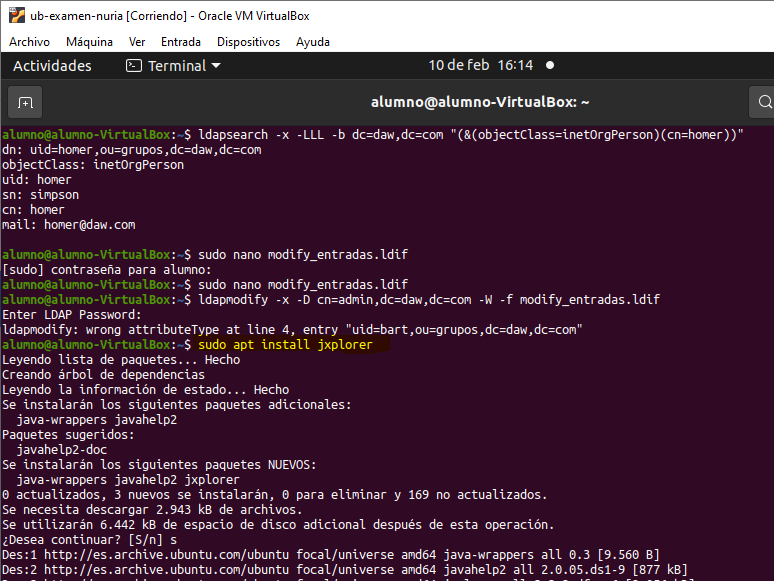 ub-examen-nuria [Corriendo] - Oracle VM VirtualBox
Archivo Máquina Ver Entrada Dispositivos Ayuda
Actividades Terminal 10 de feb 16:14
alumno@alumno-VirtualBox: ~
alumno@alumno-VirtualBox:~$ ldapsearch -x -LLL -b dc=daw,dc=com "(&(objectClass=inetOrgPerson)(cn=homer))"
dn: uid=homer,ou=grupos,dc=daw,dc=com
objectClass: inetOrgPerson
uid: homer
sn: simpson
cn: homer
mail: homer@daw.com
alumno@alumno-VirtualBox:~$ sudo nano modify_entradas.ldif
[sudo] contraseña para alumno:
alumno@alumno-VirtualBox:~$ sudo nano modify_entradas.ldif
alumno@alumno-VirtualBox:~$ ldapmodify -x -D cn=admin,dc=daw,dc=com -W -f modify_entradas.ldif
Enter LDAP Password:
ldapmodify: wrong attributeType at line 4, entry "uid=bart,ou=grupos,dc=daw,dc=com"
alumno@alumno-VirtualBox:~$ sudo apt install jxplorer
Leyendo lista de paquetes... Hecho
Creando árbol de dependencias
Leyendo la información de estado... Hecho
Se instalarán los siguientes paquetes adicionales:
java-wrappers javahelp2
Paquetes sugeridos:
javahelp2-doc
Se instalarán los siguientes paquetes NUEVOS:
java-wrappers javahelp2 jxplorer
0 actualizados, 3 nuevos se instalarán, 0 para eliminar y 169 no actualizados.
Se necesita descargar 2.943 kB de archivos.
Se utilizarán 6.442 kB de espacio de disco adicional después de esta operación.
¿Desea continuar? [S/n] s
Des:1 http://es.archive.ubuntu.com/ubuntu focal/universe amd64 java-wrappers all 0.3 [9.560 B]
Des:2 http://es.archive.ubuntu.com/ubuntu focal/universe amd64 javahelp2 all 2.0.05.ds1-9 [877 kB]